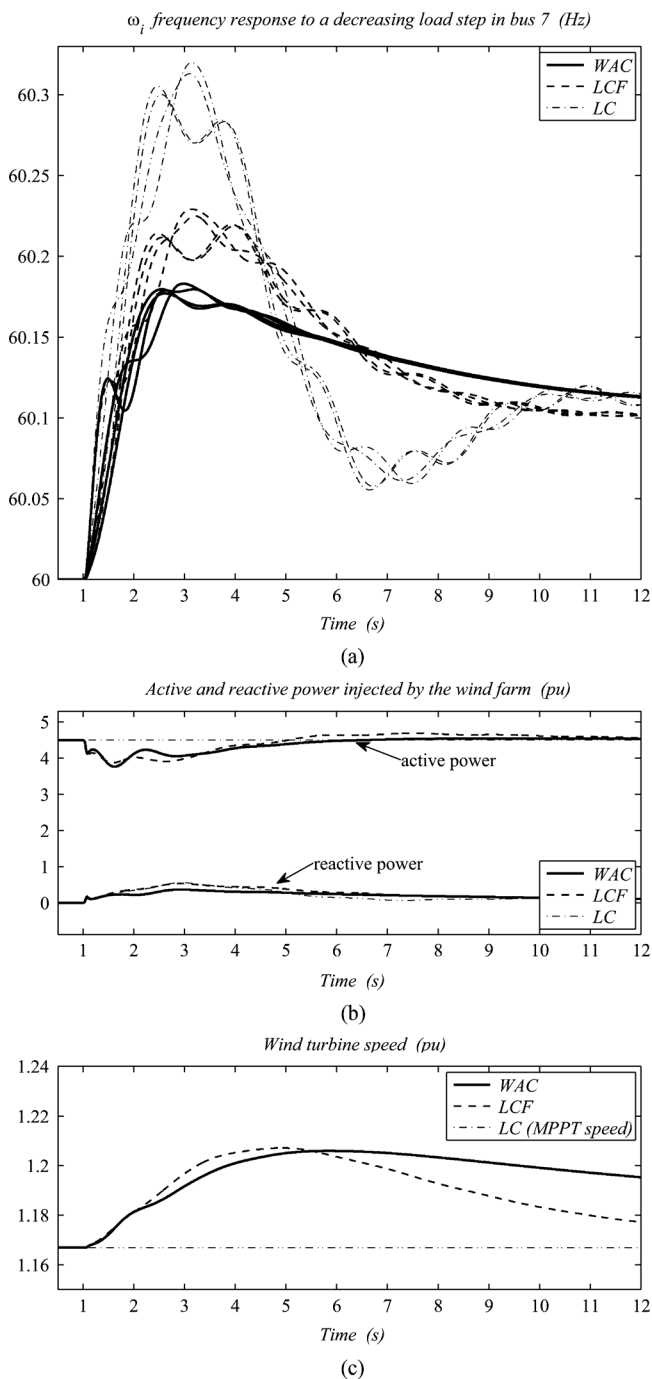 ω_i frequency response to a decreasing load step in bus 7 (Hz)
WAC
LCF
LC
60.3
60.25
60.2
60.15
60.1
60.05
60
1 2 3 4 5 6 7 8 9 10 11 12
Time (s)
(a)
Active and reactive power injected by the wind farm (pu)
5
4
3
2
1
0
active power
reactive power
WAC
LCF
LC
1 2 3 4 5 6 7 8 9 10 11 12
Time (s)
(b)
Wind turbine speed (pu)
1.24
1.22
1.2
1.18
1.16
WAC
LCF
LC (MPPT speed)
1 2 3 4 5 6 7 8 9 10 11 12
Time (s)
(c)